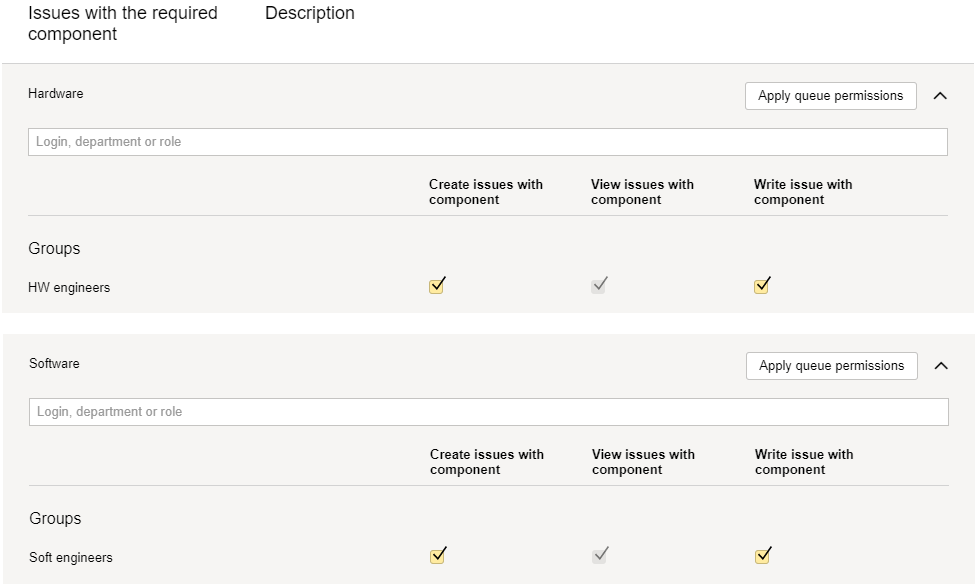 Issues with the required Description
component
Hardware Apply queue permissions
Login, department or role
Create issues with View issues with Write issue with
component component component
Groups
HW engineers
Software Apply queue permissions
Login, department or role
Create issues with View issues with Write issue with
component component component
Groups
Soft engineers